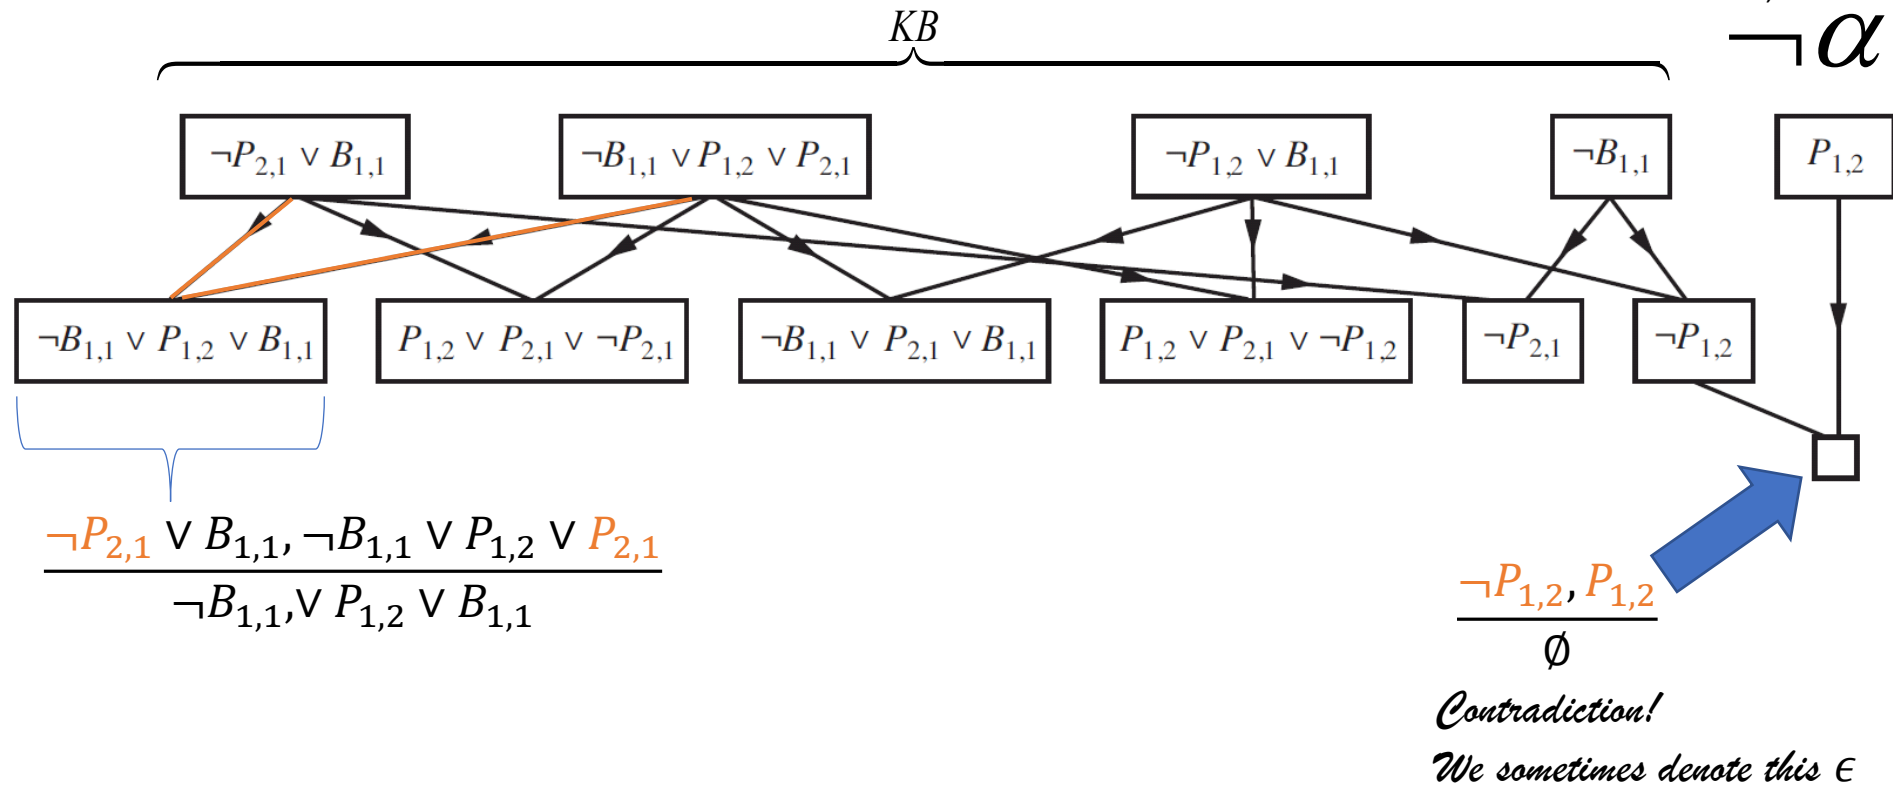 KB
¬α
¬P2,1 ∨ B1,1
¬B1,1 ∨ P1,2 ∨ P2,1
¬P1,2 ∨ B1,1
¬B1,1
P1,2
¬B1,1 ∨ P1,2 ∨ B1,1
P1,2 ∨ P2,1 ∨ ¬P2,1
¬B1,1 ∨ P2,1 ∨ B1,1
P1,2 ∨ P2,1 ∨ ¬P1,2
¬P2,1
¬P1,2
¬P2,1 ∨ B1,1, ¬B1,1 ∨ P1,2 ∨ P2,1
¬B1,1,∨ P1,2 ∨ B1,1
¬P1,2, P1,2
∅
Contradiction!
We sometimes denote this ϵ